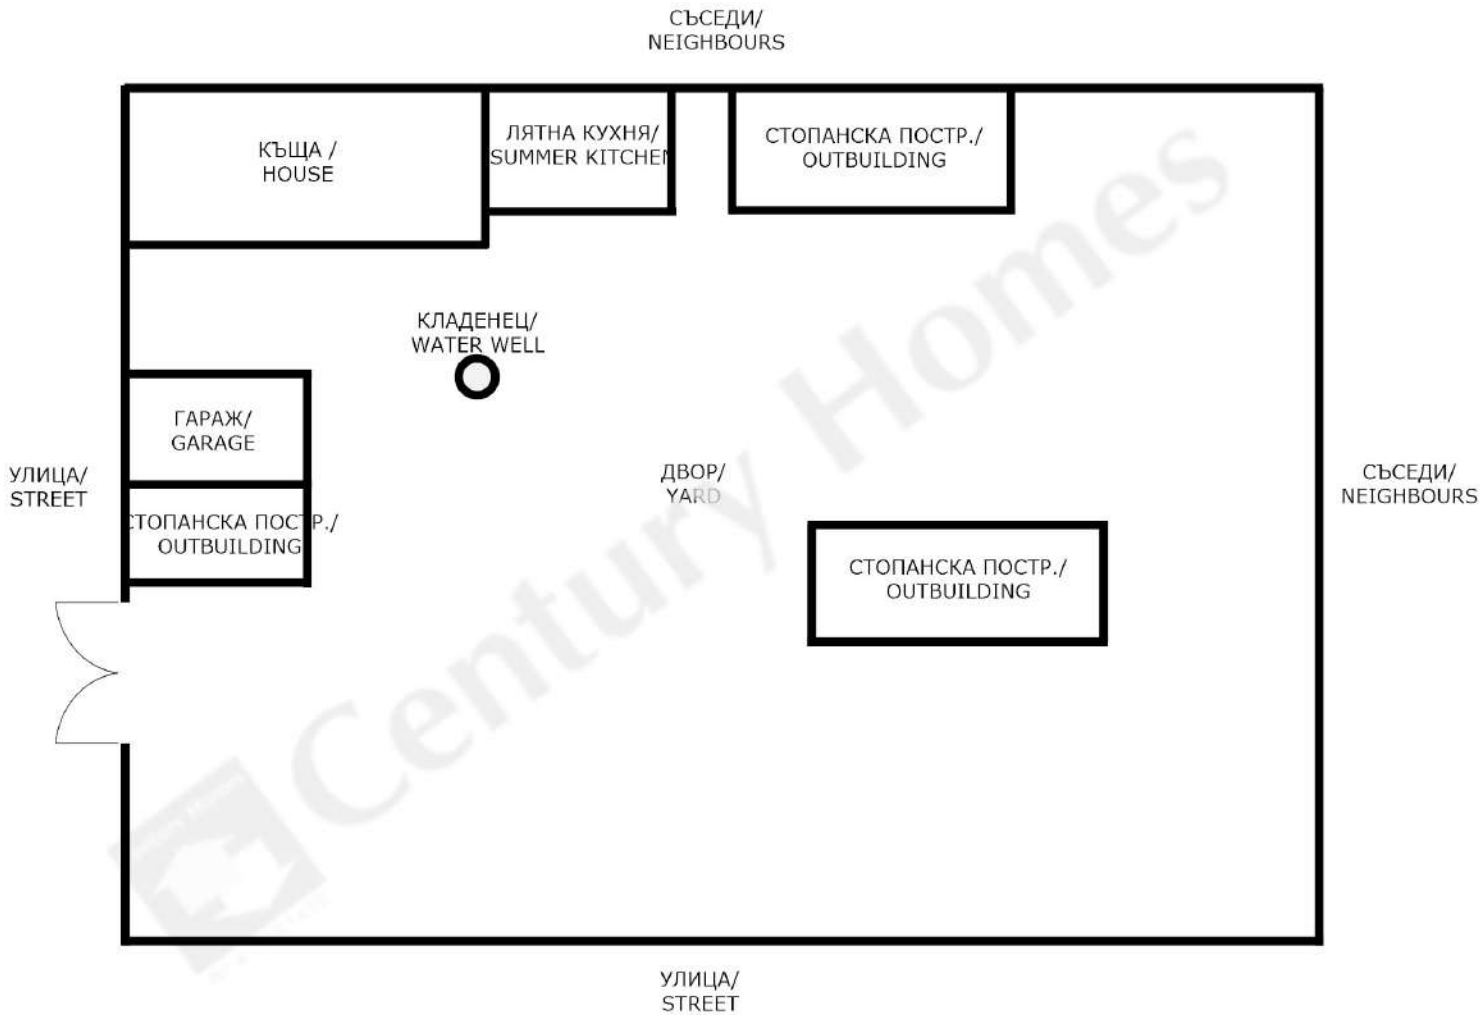 СЪСЕДИ/
NEIGHBOURS
КЪЩА /
HOUSE
ЛЯТНА КУХНЯ/
SUMMER KITCHEN
СТОПАНСКА ПОСТР./
OUTBUILDING
КЛАДЕНЕЦ/
WATER WELL
ГАРАЖ/
GARAGE
УЛИЦА/
STREET
ДВОР/
YARD
СЪСЕДИ/
NEIGHBOURS
СТОПАНСКА ПОСТР./
OUTBUILDING
СТОПАНСКА ПОСТР./
OUTBUILDING
Century Homes
УЛИЦА/
STREET